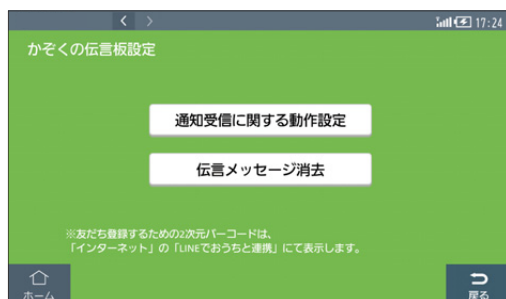 17:24
かぞくの伝言板設定
通知受信に関する動作設定
伝言メッセージ消去
※友だち登録するための2次元バーコードは、
「インターネット」の「LINEでおうちと連携」にて表示します。
ホーム
戻る